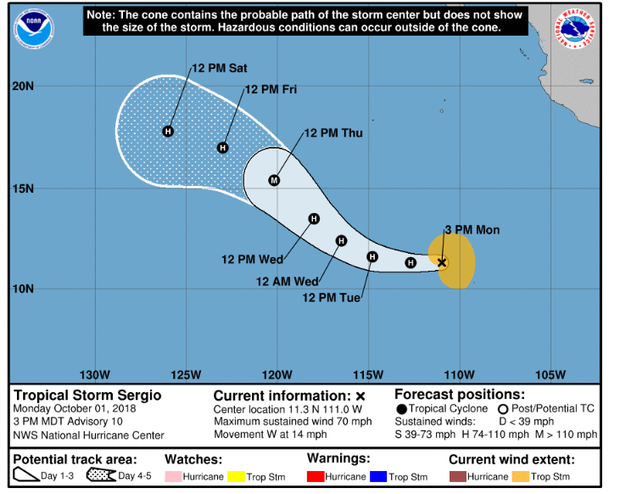 Note: The cone contains the probable path of the storm center but does not show
the size of the storm. Hazardous conditions can occur outside of the cone.
NOAA
20N
15N
10N
12 PM Sat
12 PM Fri
12 PM Thu
3 PM Mon
12 PM Wed
12 AM Wed
12 PM Tue
H
H
M
H
H
H
H
130W 125W 120W 115W 110W 105W
Tropical Storm Sergio
Monday October 01, 2018
3 PM MDT Advisory 10
NWS National Hurricane Center
Current information: x
Center location 11.3 N 111.0 W
Maximum sustained wind 70 mph
Movement W at 14 mph
Forecast positions:
Tropical Cyclone Post/Potential TC
Sustained winds: D < 39 mph
S 39-73 mph H 74-110 mph M > 110 mph
Potential track area:
Day 1-3 Day 4-5
Watches:
Hurricane Trop Stm
Warnings:
Hurricane Trop Stm
Current wind extent:
Hurricane Trop Stm